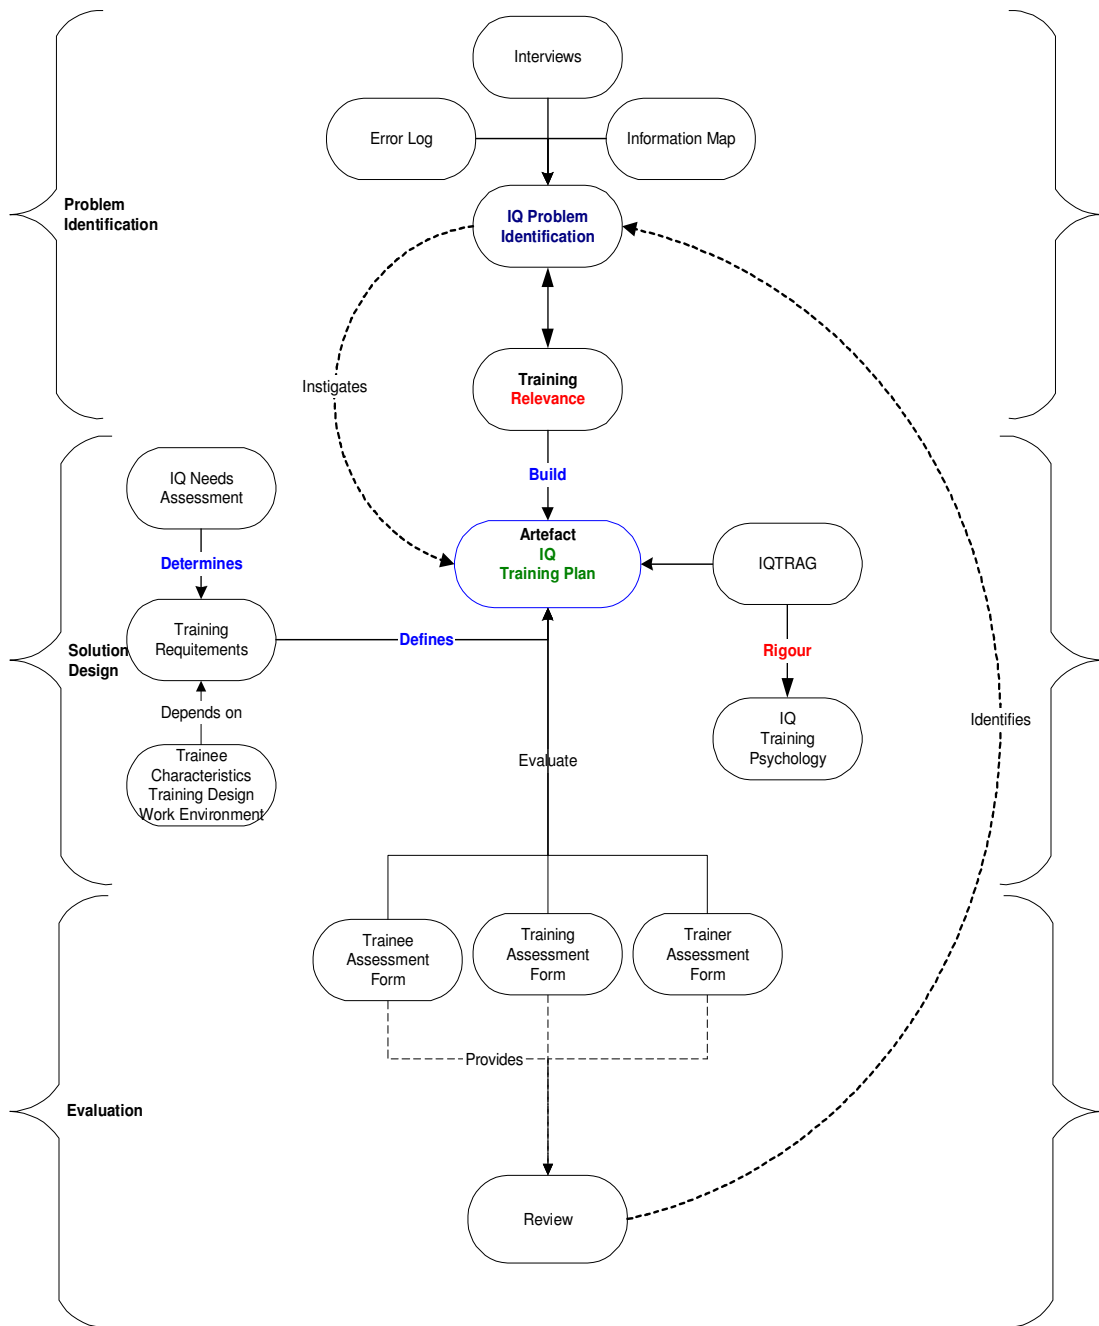 Interviews
Error Log
Information Map
Problem
Identification
IQ Problem
Identification
Instigates
Training
Relevance
Build
IQ Needs
Assessment
Determines
Artefact
IQ
Training Plan
IQTRAG
Training
Requitements
Defines
Rigour
Solution
Design
Depends on
IQ
Training
Psychology
Identifies
Trainee
Characteristics
Training Design
Work Environment
Evaluate
Trainee
Assessment
Form
Training
Assessment
Form
Trainer
Assessment
Form
Provides
Evaluation
Review